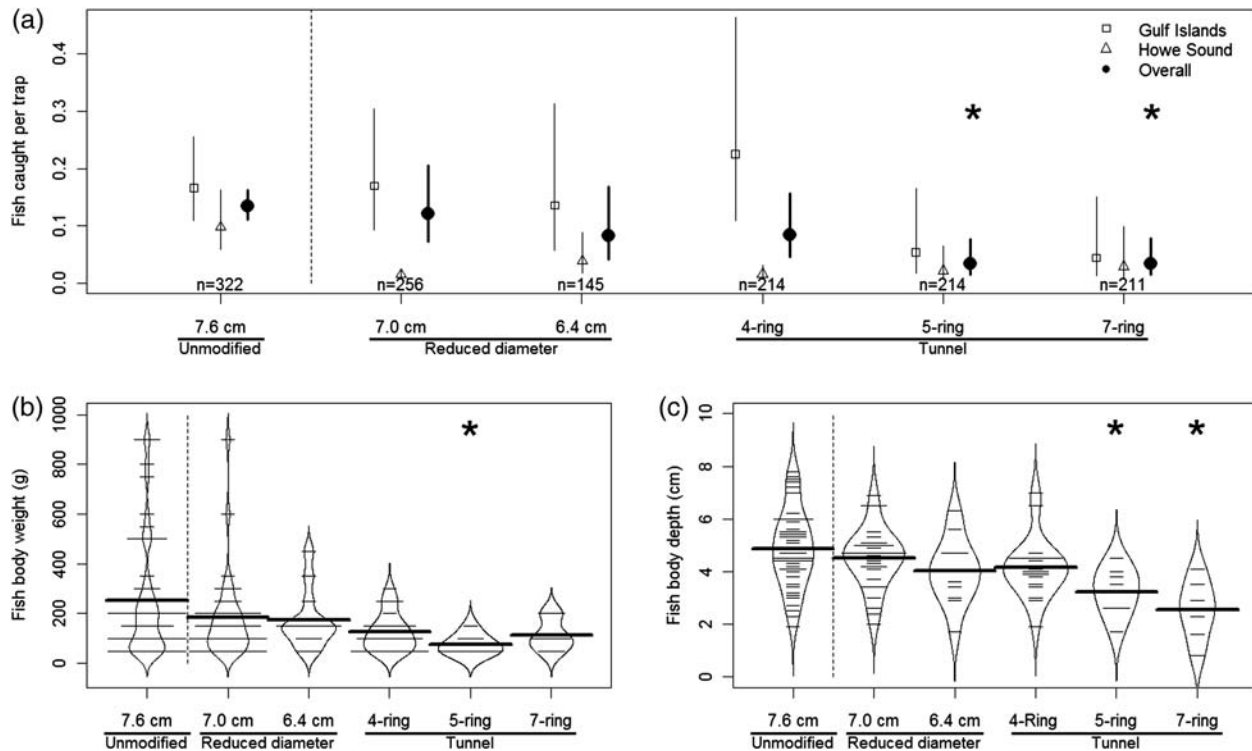 (a)
Fish caught per trap
0.4
0.3
0.2
0.1
0.0
Gulf Islands
Howe Sound
Overall
* *
n=322 n=256 n=145 n=214 n=214 n=211
7.6 cm 7.0 cm 6.4 cm 4-ring 5-ring 7-ring
Unmodified Reduced diameter Tunnel
(b)
Fish body weight (g)
1000
800
600
400
200
0
*
7.6 cm 7.0 cm 6.4 cm 4-ring 5-ring 7-ring
Unmodified Reduced diameter Tunnel
(c)
Fish body depth (cm)
10
8
6
4
2
0
* *
7.6 cm 7.0 cm 6.4 cm 4-Ring 5-ring 7-ring
Unmodified Reduced diameter Tunnel